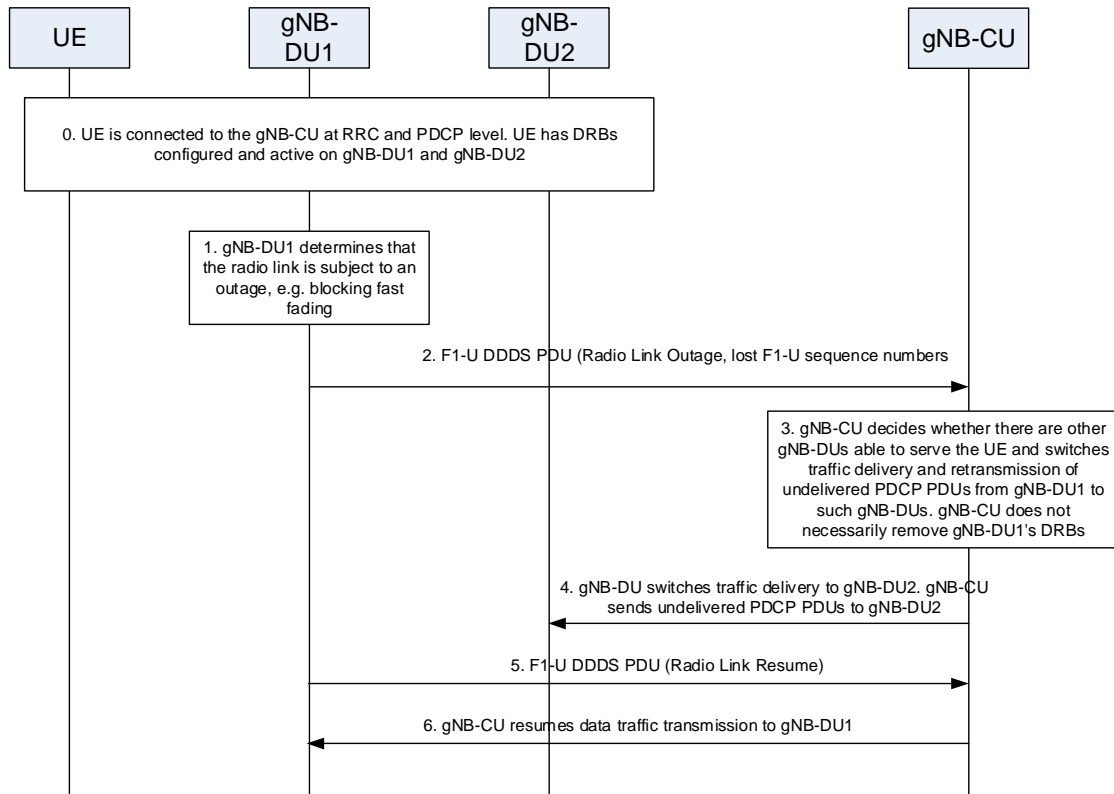 UE
gNB-
DU1
gNB-
DU2
gNB-CU
0. UE is connected to the gNB-CU at RRC and PDCP level. UE has DRBs
configured and active on gNB-DU1 and gNB-DU2
1. gNB-DU1 determines that
the radio link is subject to an
outage, e.g. blocking fast
fading
2. F1-U DDDS PDU (Radio Link Outage, lost F1-U sequence numbers
3. gNB-CU decides whether there are other
gNB-DUs able to serve the UE and switches
traffic delivery and retransmission of
undelivered PDCP PDUs from gNB-DU1 to
such gNB-DUs. gNB-CU does not
necessarily remove gNB-DU1's DRBs
4. gNB-DU switches traffic delivery to gNB-DU2. gNB-CU
sends undelivered PDCP PDUs to gNB-DU2
5. F1-U DDDS PDU (Radio Link Resume)
6. gNB-CU resumes data traffic transmission to gNB-DU1